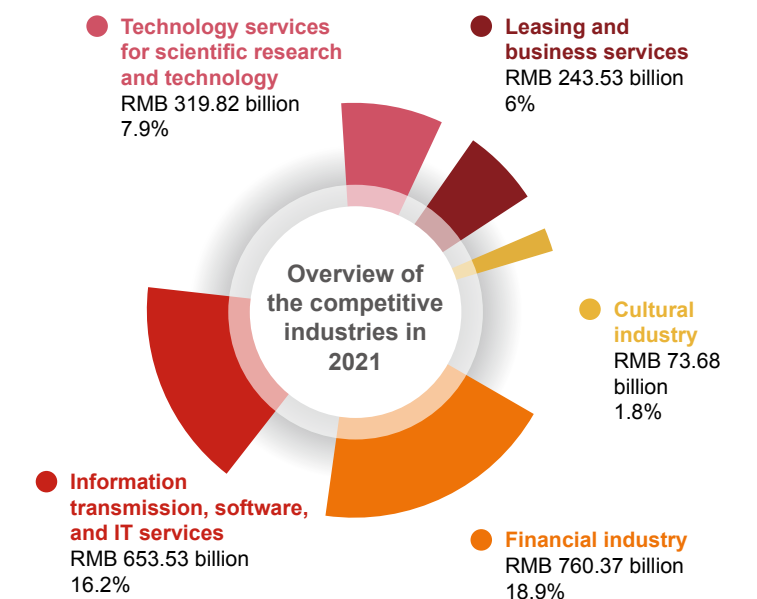 Technology services
for scientific research
and technology
RMB 319.82 billion
7.9%
Leasing and
business services
RMB 243.53 billion
6%
Overview of
the competitive
industries in
2021
Cultural
industry
RMB 73.68
billion
1.8%
Information
transmission, software,
and IT services
RMB 653.53 billion
16.2%
Financial industry
RMB 760.37 billion
18.9%